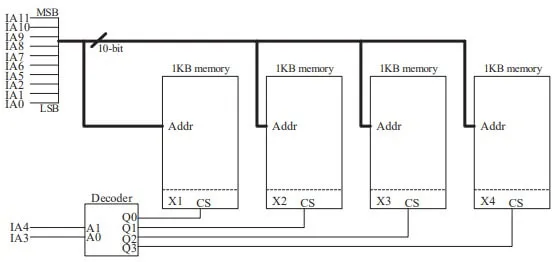 IA11
IA10
IA9
IA8
IA7
IA6
IA5
IA2
IA1
IA0
MSB
LSB
10-bit
1KB memory
Addr
X1 CS
1KB memory
Addr
X2 CS
1KB memory
Addr
X3 CS
1KB memory
Addr
X4 CS
Decoder
IA4
IA3
A1
A0
Q0
Q1
Q2
Q3